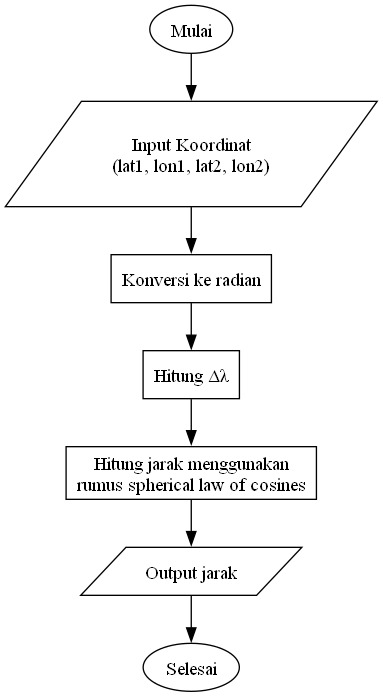 Mulai
Input Koordinat
(lat1, lon1, lat2, lon2)
Konversi ke radian
Hitung Δλ
Hitung jarak menggunakan
rumus spherical law of cosines
Output jarak
Selesai